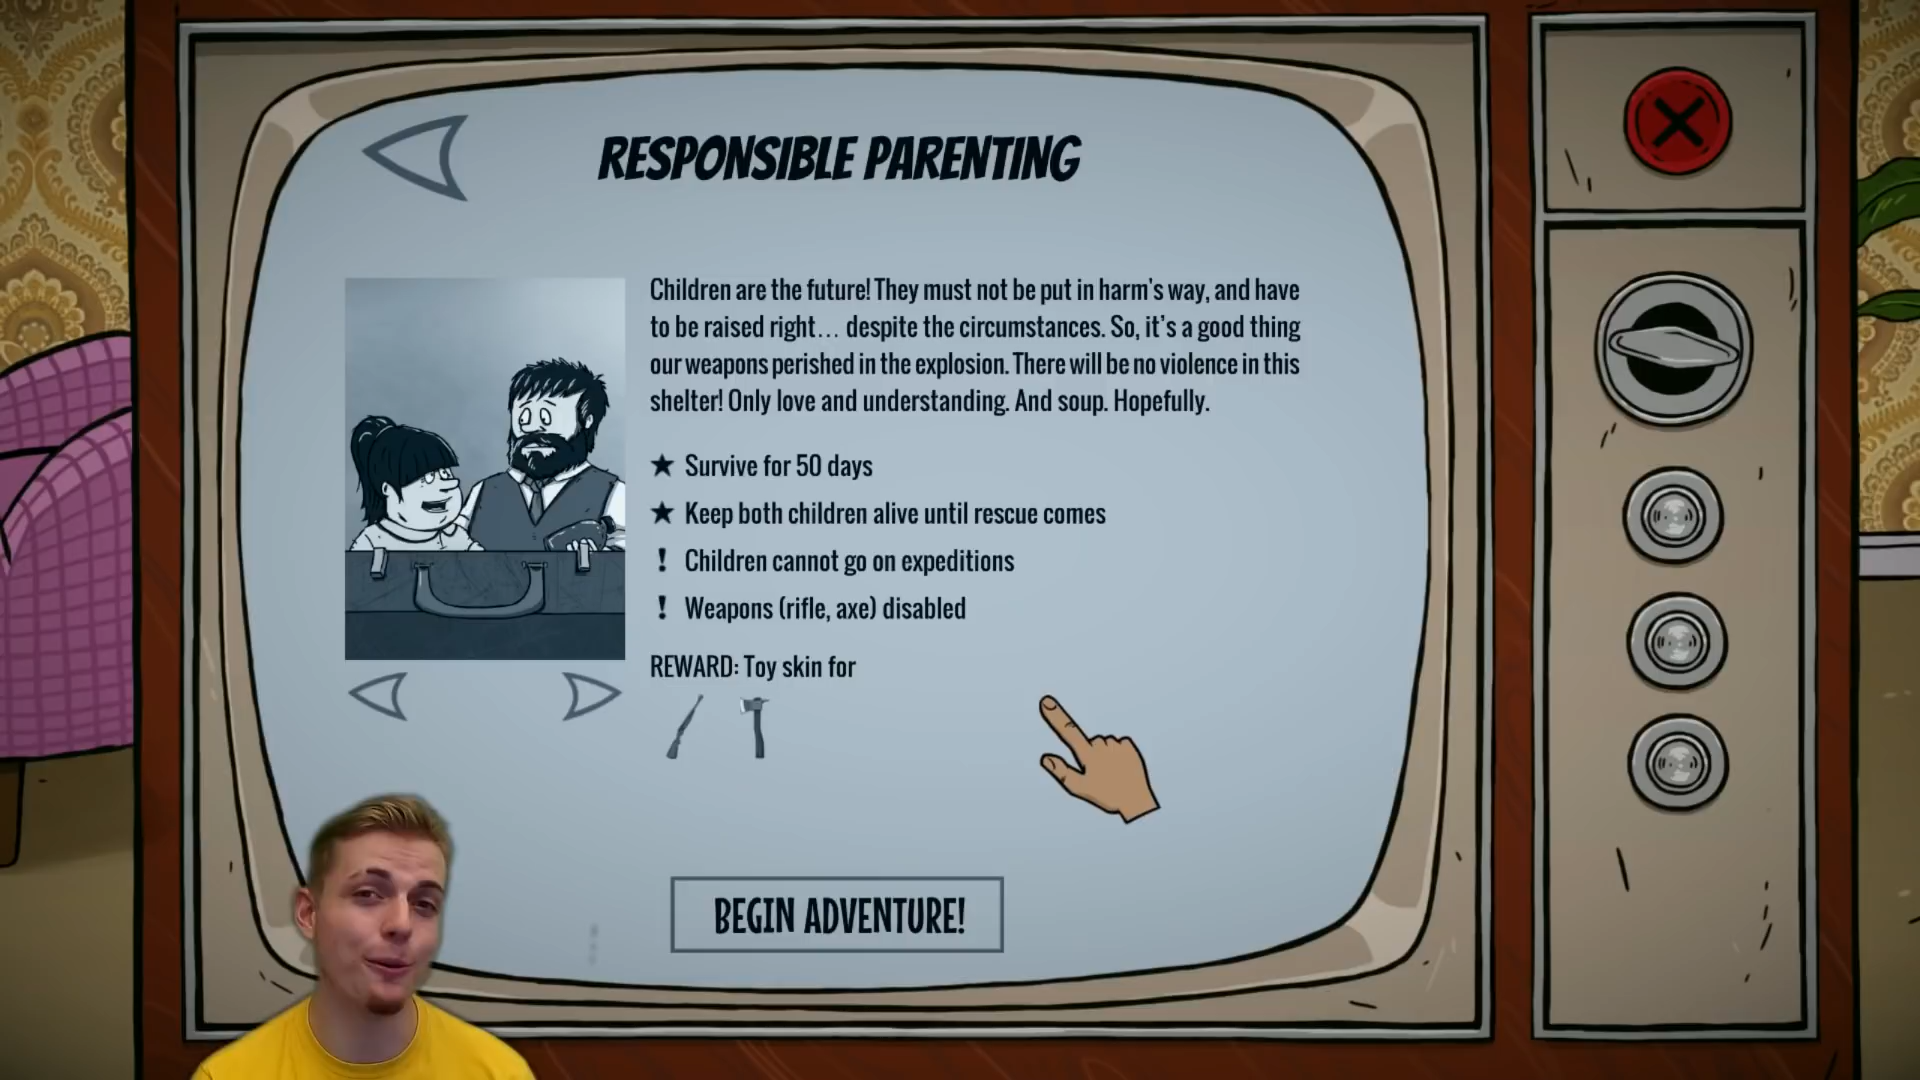 RESPONSIBLE PARENTING
Children are the future! They must not be put in harm's way, and have
to be raised right... despite the circumstances. So, it's a good thing
our weapons perished in the explosion. There will be no violence in this
shelter! Only love and understanding. And soup. Hopefully.
★ Survive for 50 days
★ Keep both children alive until rescue comes
! Children cannot go on expeditions
! Weapons (rifle, axe) disabled
REWARD: Toy skin for
BEGIN ADVENTURE!